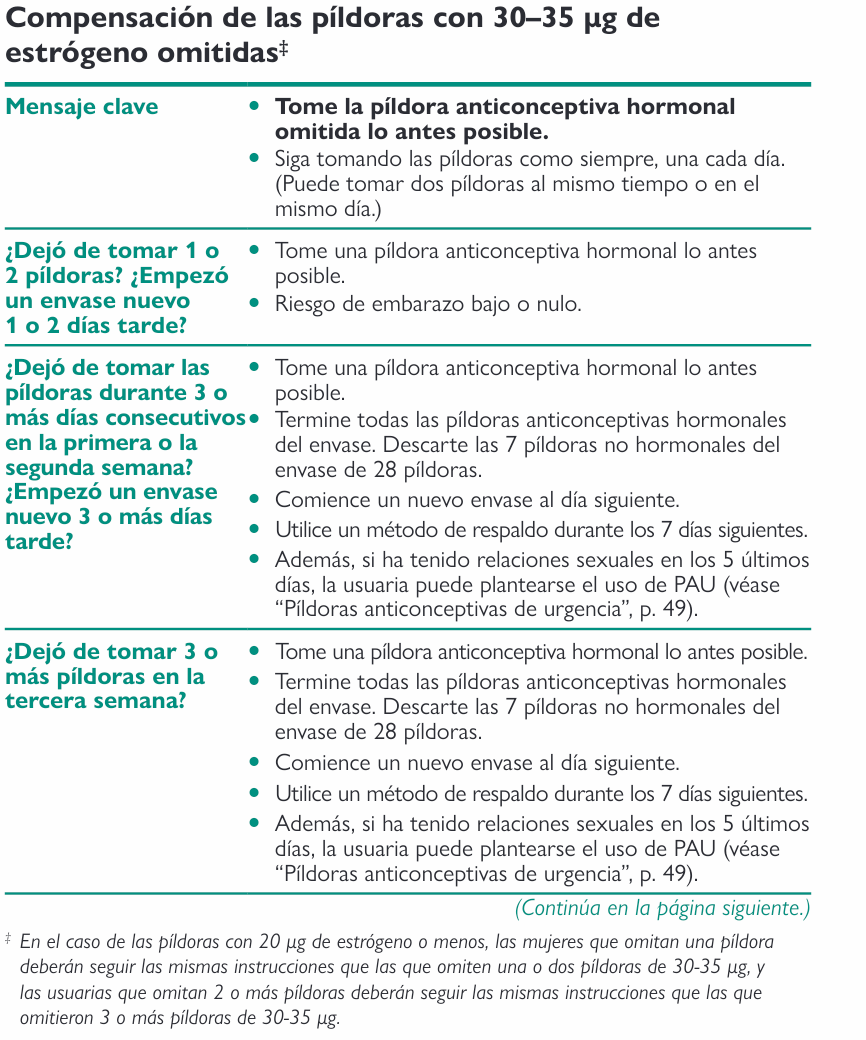 Compensación de las píldoras con 30–35 µg de
estrógeno omitidas‡
Mensaje clave
• Tome la píldora anticonceptiva hormonal
omitida lo antes posible.
• Siga tomando las píldoras como siempre, una cada día.
(Puede tomar dos píldoras al mismo tiempo o en el
mismo día.)
¿Dejó de tomar 1 o
2 píldoras? ¿Empezó
un envase nuevo
1 o 2 días tarde?
• Tome una píldora anticonceptiva hormonal lo antes
posible.
• Riesgo de embarazo bajo o nulo.
¿Dejó de tomar las
píldoras durante 3 o
más días consecutivos
en la primera o la
segunda semana?
¿Empezó un envase
nuevo 3 o más días
tarde?
• Tome una píldora anticonceptiva hormonal lo antes
posible.
• Termine todas las píldoras anticonceptivas hormonales
del envase. Descarte las 7 píldoras no hormonales del
envase de 28 píldoras.
• Comience un nuevo envase al día siguiente.
• Utilice un método de respaldo durante los 7 días siguientes.
• Además, si ha tenido relaciones sexuales en los 5 últimos
días, la usuaria puede plantearse el uso de PAU (véase
“Píldoras anticonceptivas de urgencia”, p. 49).
¿Dejó de tomar 3 o
más píldoras en la
tercera semana?
• Tome una píldora anticonceptiva hormonal lo antes posible.
• Termine todas las píldoras anticonceptivas hormonales
del envase. Descarte las 7 píldoras no hormonales del
envase de 28 píldoras.
• Comience un nuevo envase al día siguiente.
• Utilice un método de respaldo durante los 7 días siguientes.
• Además, si ha tenido relaciones sexuales en los 5 últimos
días, la usuaria puede plantearse el uso de PAU (véase
“Píldoras anticonceptivas de urgencia”, p. 49).
(Continúa en la página siguiente.)
‡ En el caso de las píldoras con 20 µg de estrógeno o menos, las mujeres que omitan una píldora
deberán seguir las mismas instrucciones que las que omiten una o dos píldoras de 30-35 µg, y
las usuarias que omitan 2 o más píldoras deberán seguir las mismas instrucciones que las que
omitieron 3 o más píldoras de 30-35 µg.